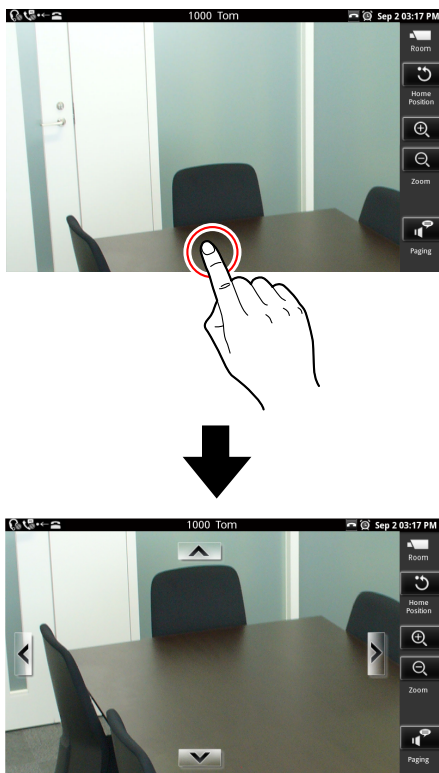 1000 Tom
Sep 2 03:17 PM
Room
Home
Position
Zoom
Paging
1000 Tom
Sep 2 03:17 PM
Room
Home
Position
Zoom
Paging